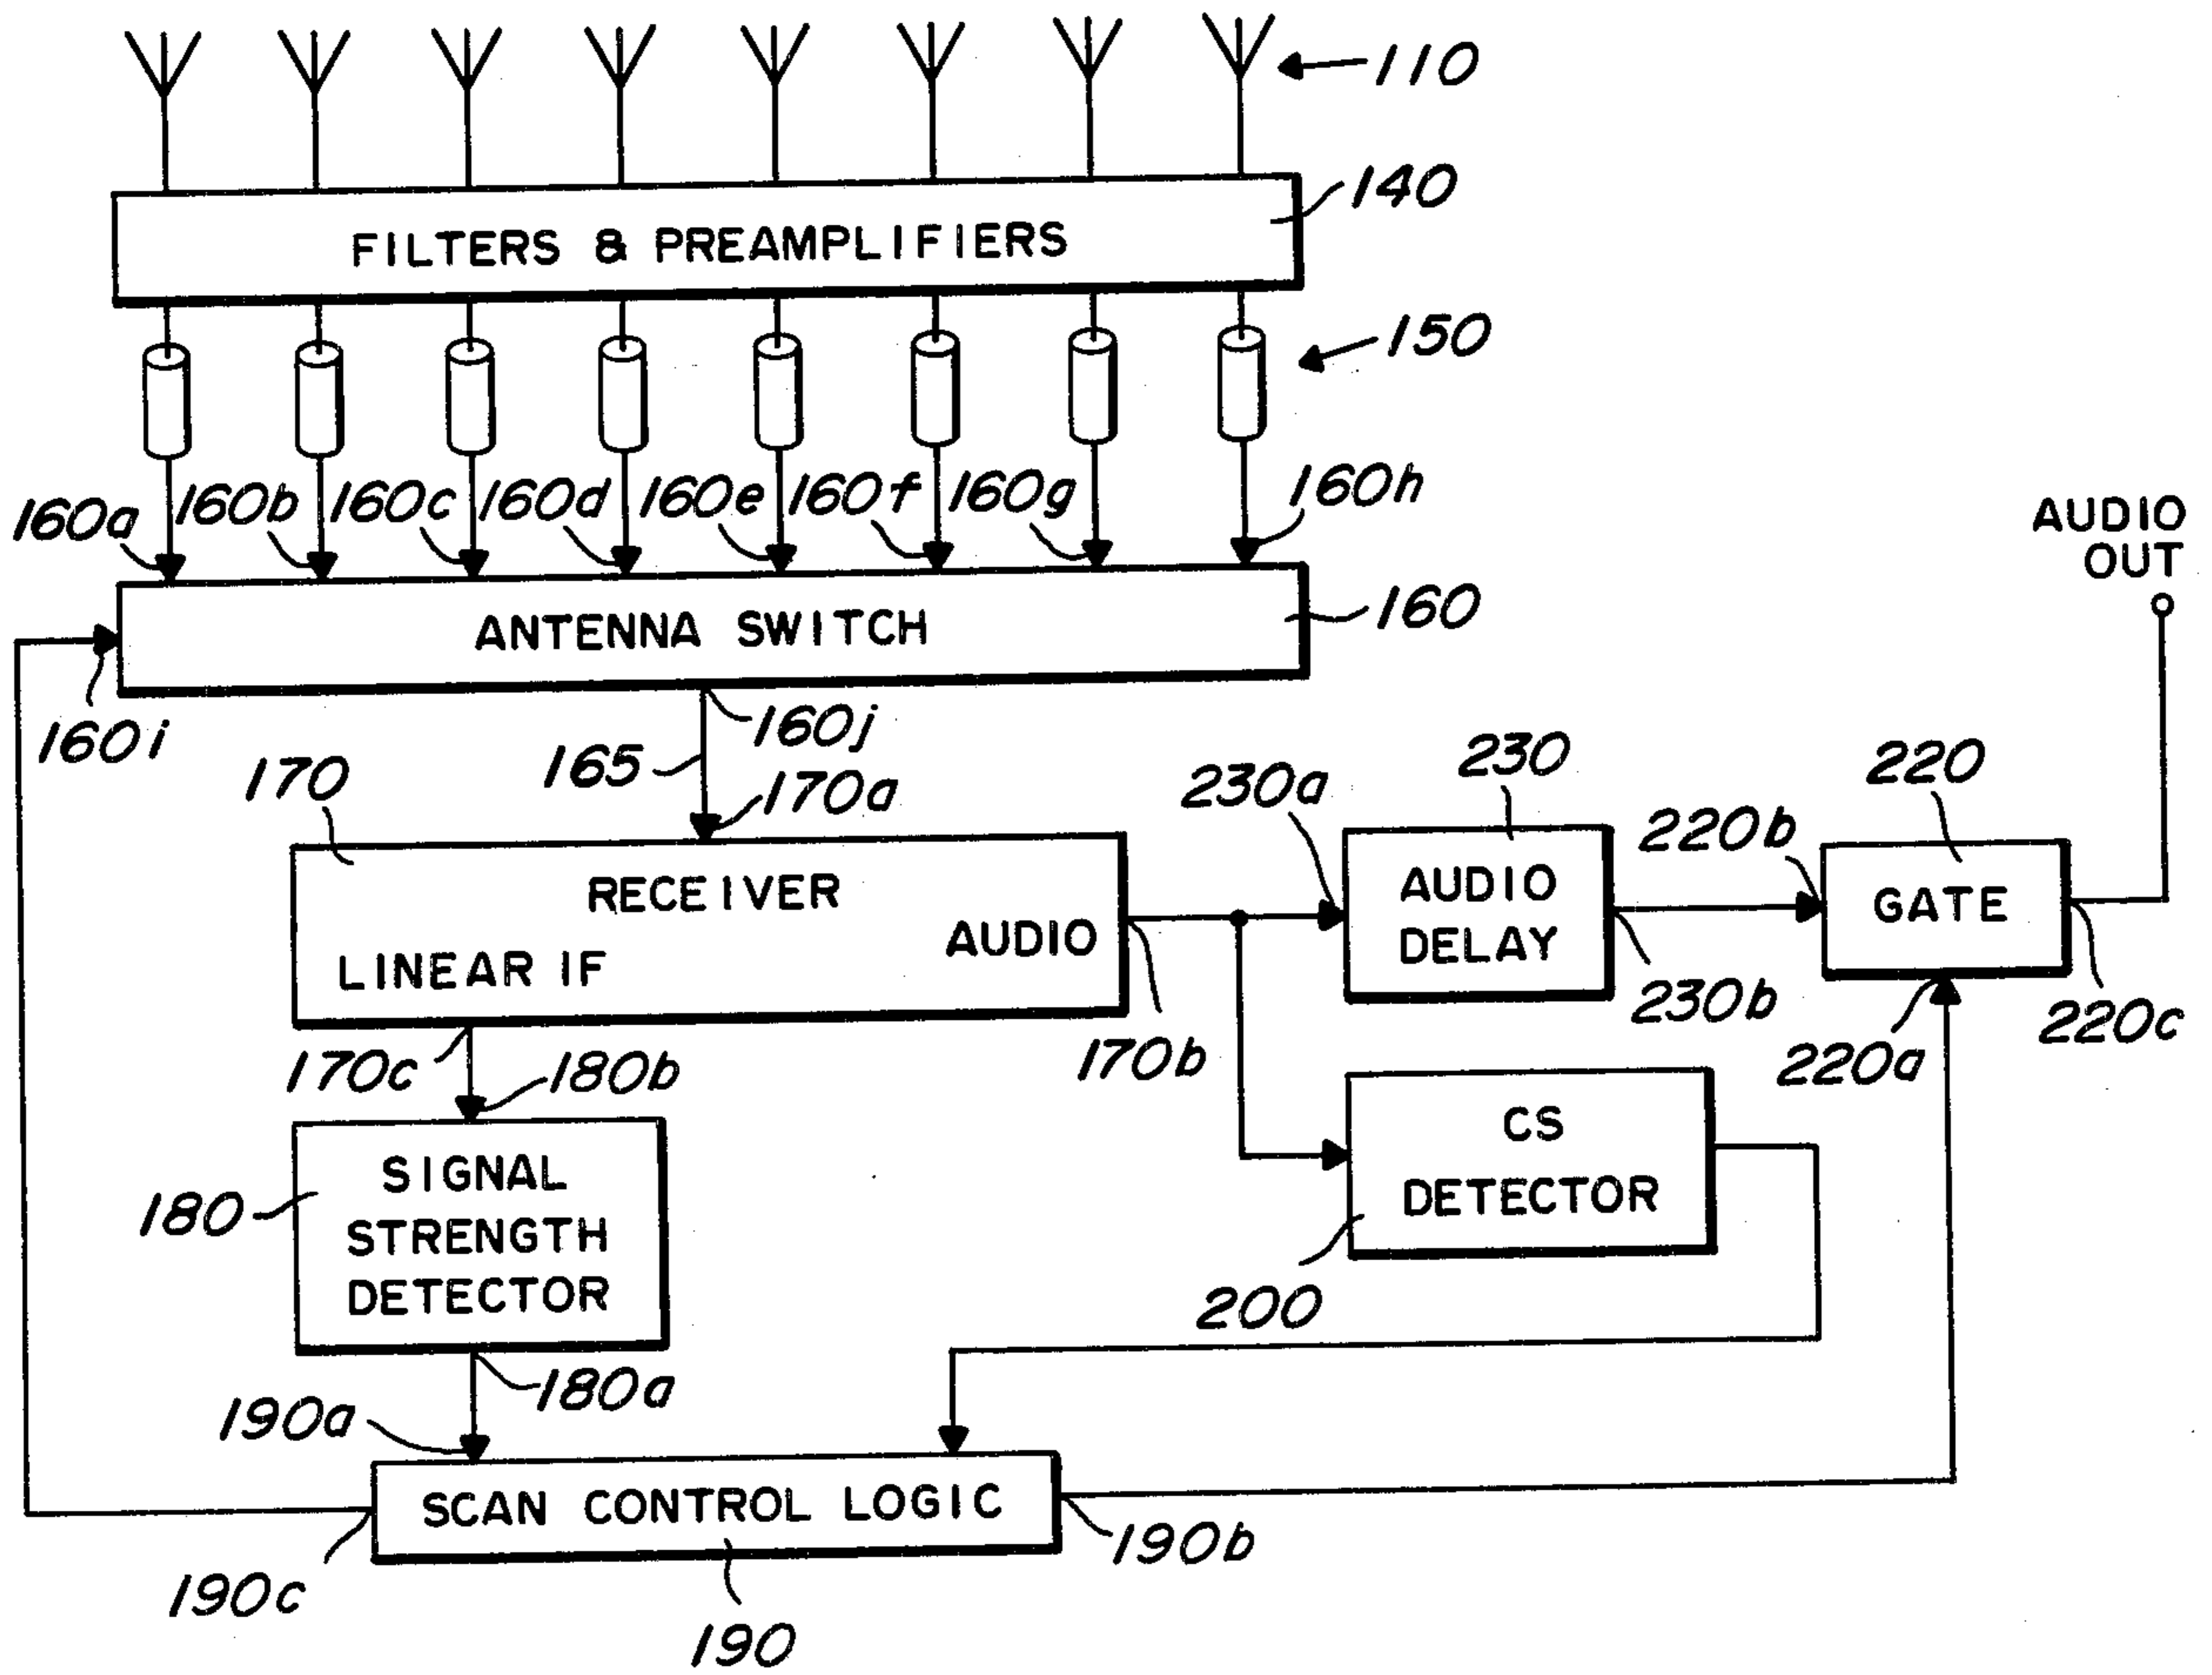 110
140
FILTERS & PREAMPLIFIERS
150
160a 160b 160c 160d 160e 160f 160g 160h
AUDIO
OUT
ANTENNA SWITCH
160
160i
160j
165
170
170a
230a
230
220b
220
RECEIVER
AUDIO
LINEAR IF
AUDIO
DELAY
GATE
170c
180b
170b
230b
220a
220c
180
SIGNAL
STRENGTH
DETECTOR
CS
DETECTOR
200
180a
190a
SCAN CONTROL LOGIC
190b
190c
190